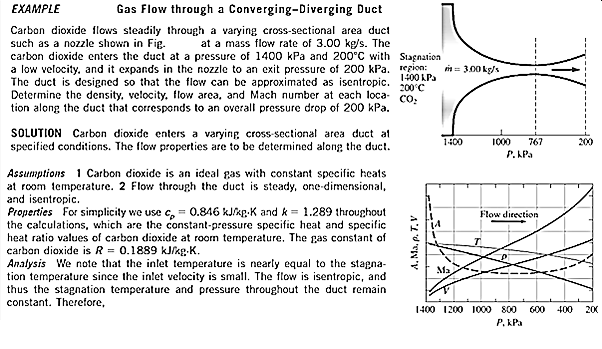 EXAMPLE Gas Flow through a Converging–Diverging Duct
Carbon dioxide flows steadily through a varying cross-sectional area duct
such as a nozzle shown in Fig. at a mass flow rate of 3.00 kg/s. The
carbon dioxide enters the duct at a pressure of 1400 kPa and 200°C with
a low velocity, and it expands in the nozzle to an exit pressure of 200 kPa.
The duct is designed so that the flow can be approximated as isentropic.
Determine the density, velocity, flow area, and Mach number at each loca-
tion along the duct that corresponds to an overall pressure drop of 200 kPa.
SOLUTION Carbon dioxide enters a varying cross-sectional area duct at
specified conditions. The flow properties are to be determined along the duct.
Assumptions 1 Carbon dioxide is an ideal gas with constant specific heats
at room temperature. 2 Flow through the duct is steady, one-dimensional,
and isentropic.
Properties For simplicity we use cp = 0.846 kJ/kg·K and k = 1.289 throughout
the calculations, which are the constant-pressure specific heat and specific
heat ratio values of carbon dioxide at room temperature. The gas constant of
carbon dioxide is R = 0.1889 kJ/kg·K.
Analysis We note that the inlet temperature is nearly equal to the stagna-
tion temperature since the inlet velocity is small. The flow is isentropic, and
thus the stagnation temperature and pressure throughout the duct remain
constant. Therefore,
Stagnation
region:
1400 kPa
200°C
CO2
ṁ = 3.00 kg/s
1400 1000 767 200
P, kPa
A, Ma, ρ, T, V
Flow direction
A
T
ρ
Ma
V
1400 1200 1000 800 600 400 200
P, kPa